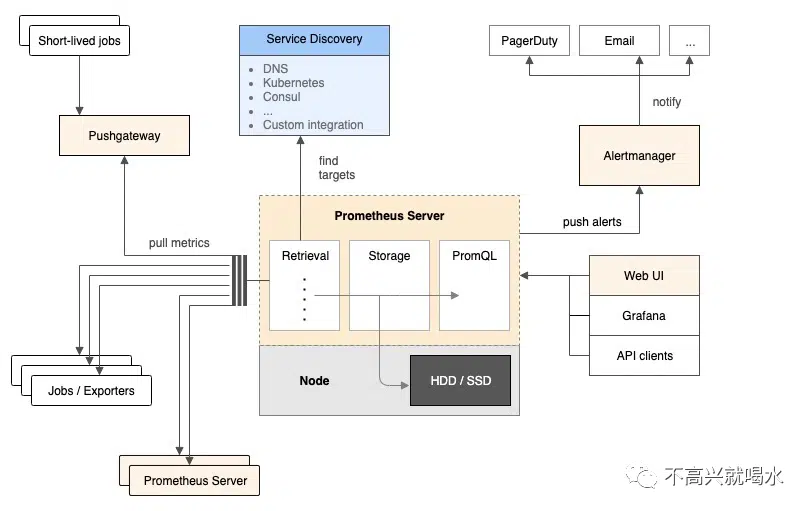 Short-lived jobs
Service Discovery
• DNS
• Kubernetes
• Consul
• ...
• Custom integration
PagerDuty
Email
...
notify
Pushgateway
Alertmanager
find
targets
pull metrics
push alerts
Prometheus Server
Retrieval
Storage
PromQL
Web UI
Grafana
API clients
Node
HDD / SSD
Jobs / Exporters
Prometheus Server
不高兴就喝水